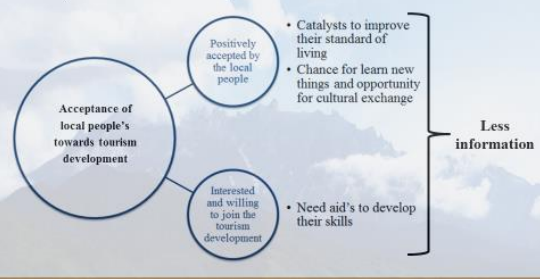 Acceptance of
local people's
towards tourism
development
Positively
accepted by
the local
people
• Catalysts to improve
their standard of
living
• Chance for learn new
things and opportunity
for cultural exchange
Interested
and willing
to join the
tourism
development
• Need aid's to develop
their skills
Less
information